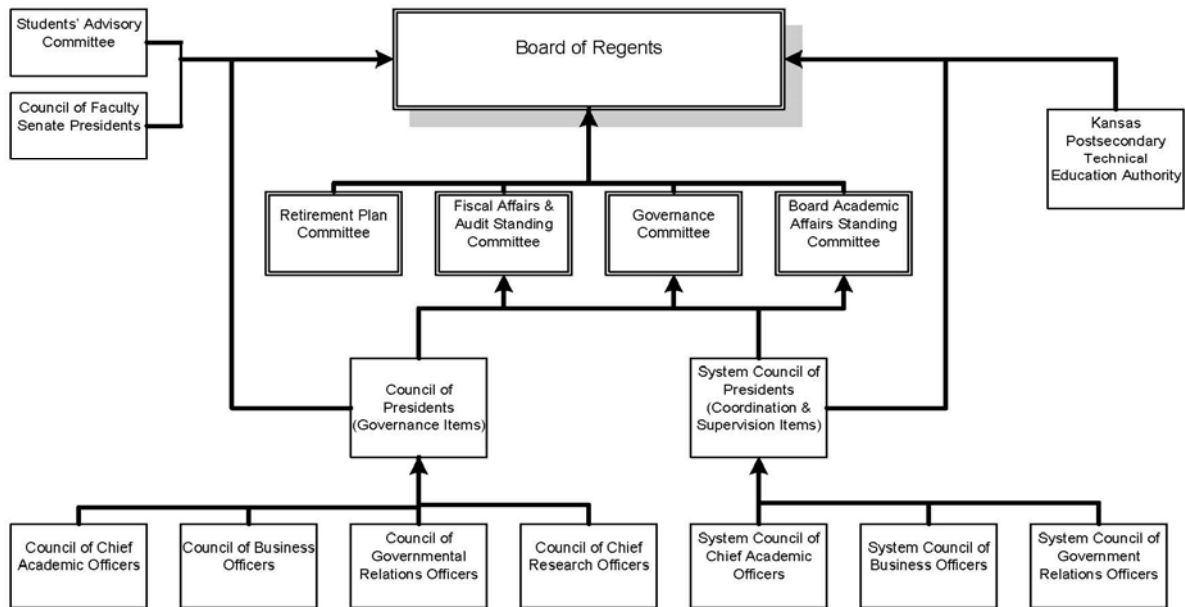 Students' Advisory
Committee
Board of Regents
Council of Faculty
Senate Presidents
Kansas
Postsecondary
Technical
Education Authority
Retirement Plan
Committee
Fiscal Affairs &
Audit Standing
Committee
Governance
Committee
Board Academic
Affairs Standing
Committee
Council of
Presidents
(Governance Items)
System Council of
Presidents
(Coordination &
Supervision Items)
Council of Chief
Academic Officers
Council of Business
Officers
Council of
Governmental
Relations Officers
Council of Chief
Research Officers
System Council of
Chief Academic
Officers
System Council of
Business Officers
System Council of
Government
Relations Officers